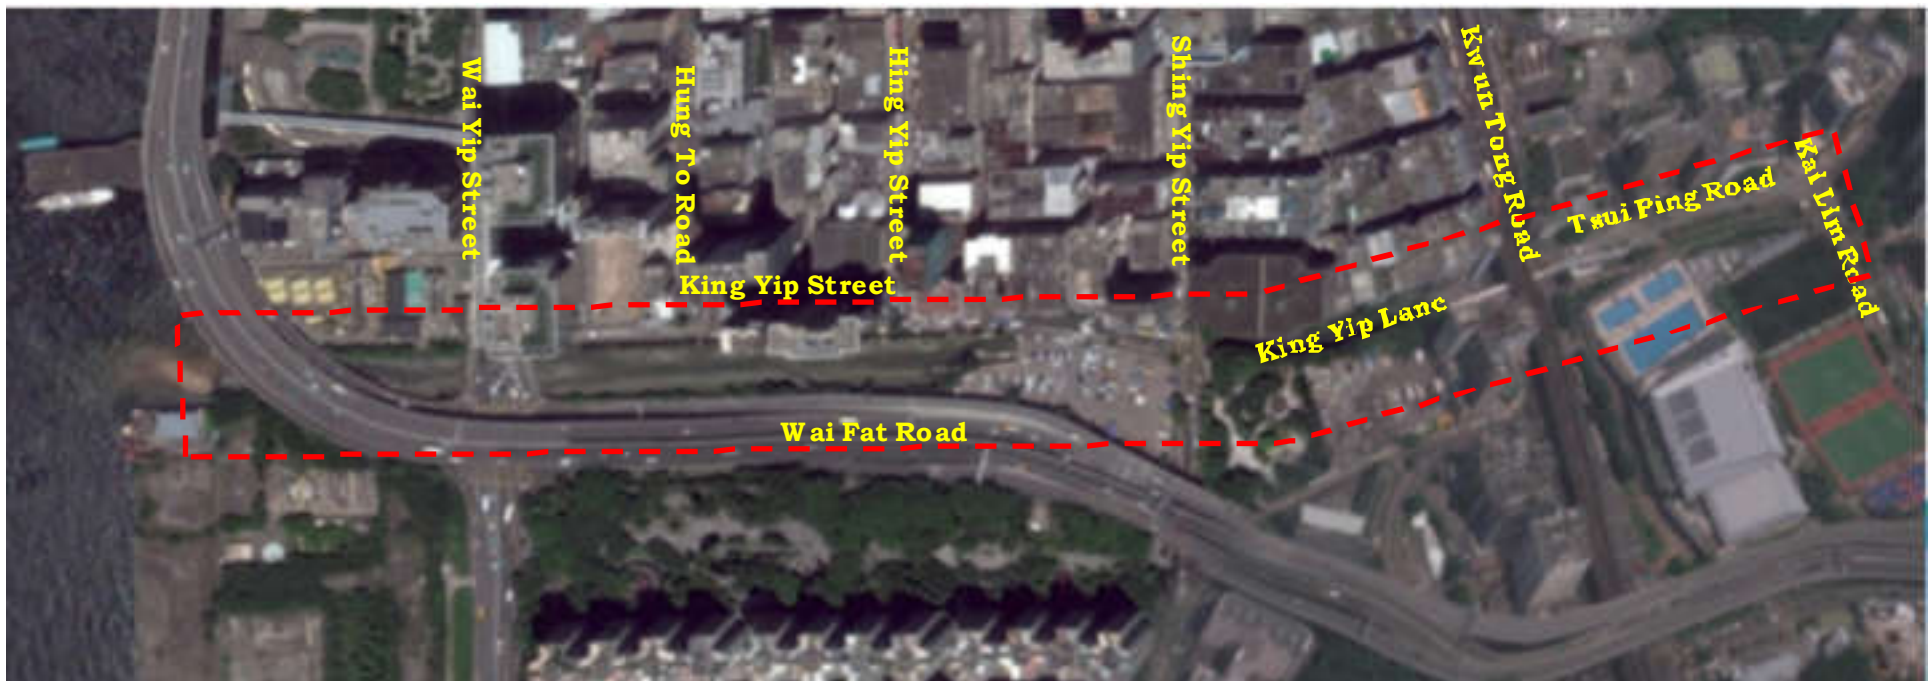 Wai Yip Street
Hung To Road
Hing Yip Street
Shing Yip Street
Kwun Tong Road
Kai Lim Road
Tsui Ping Road
King Yip Street
King Yip Lane
Wai Fat Road